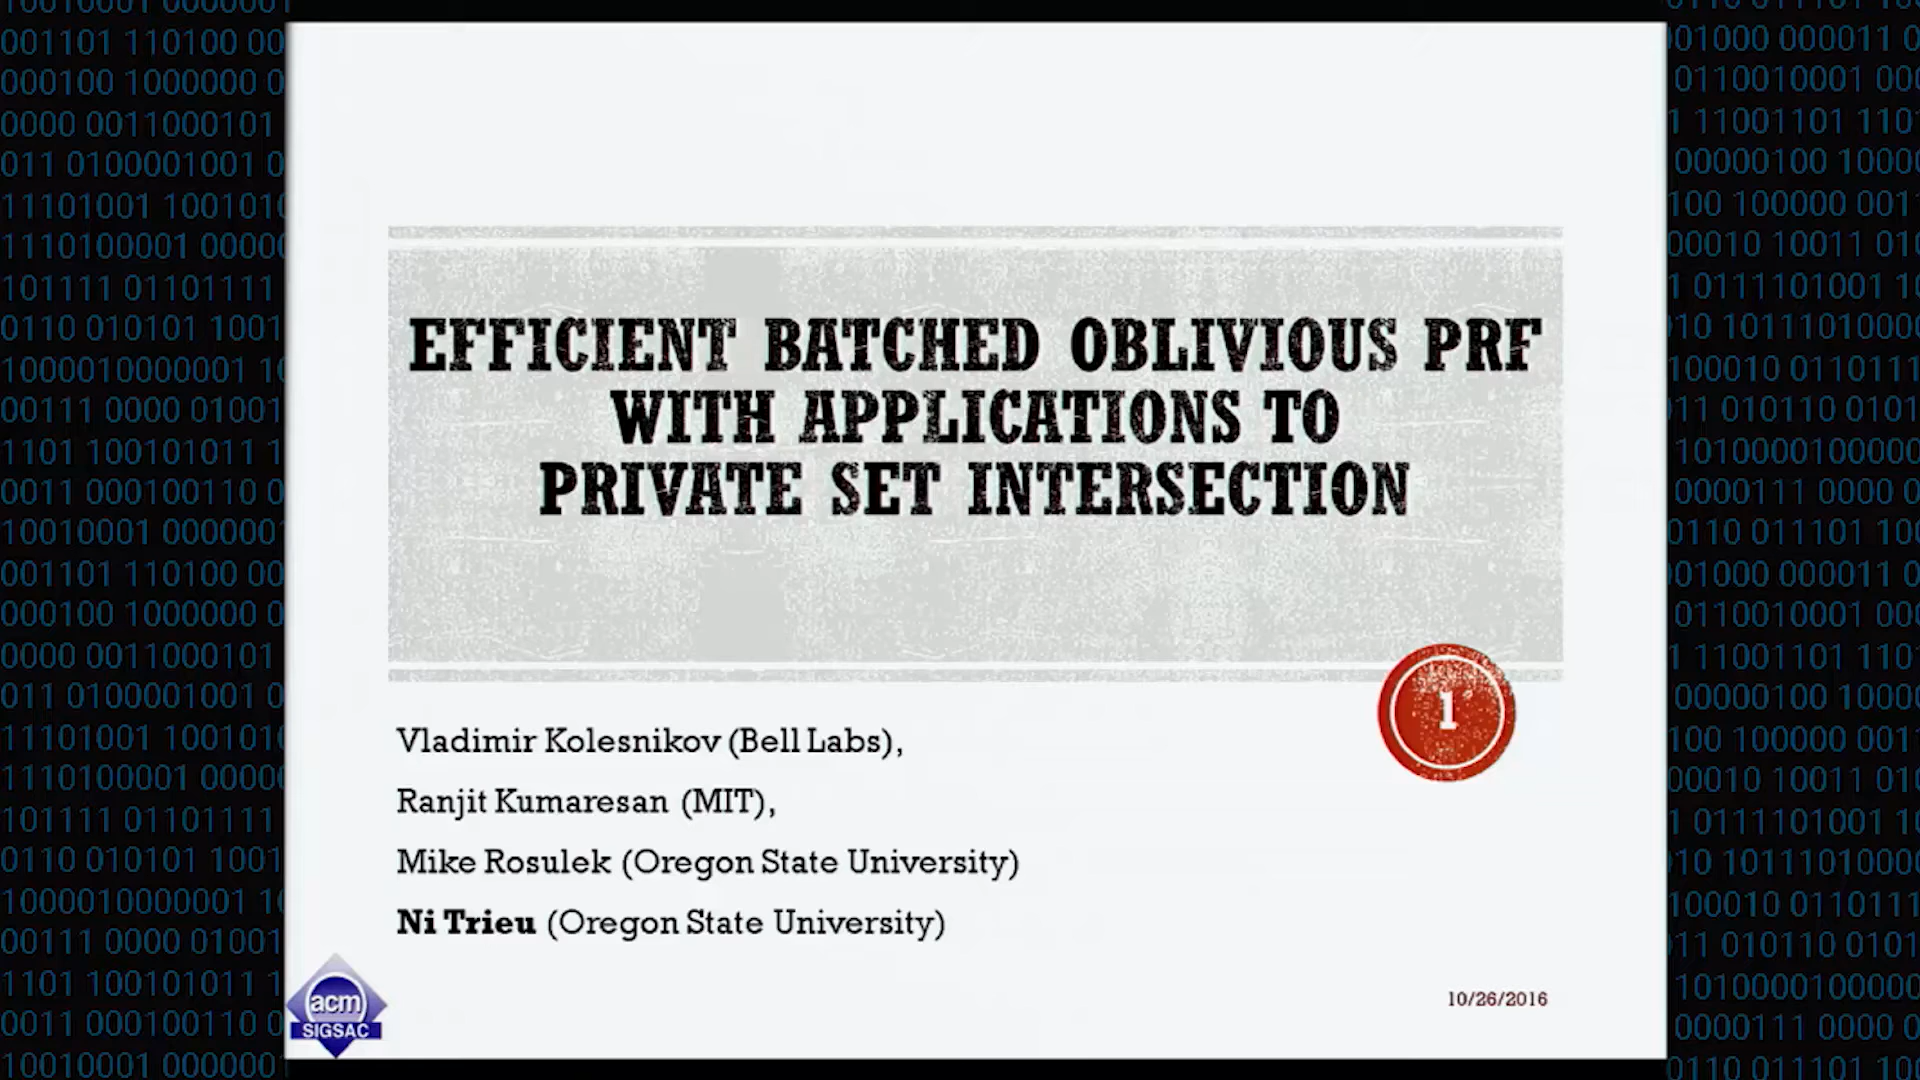 EFFICIENT BATCHED OBLIVIOUS PRF
WITH APPLICATIONS TO
PRIVATE SET INTERSECTION
1
Vladimir Kolesnikov (Bell Labs),
Ranjit Kumaresan (MIT),
Mike Rosulek (Oregon State University)
Ni Trieu (Oregon State University)
acm
SIGSAC
10/26/2016